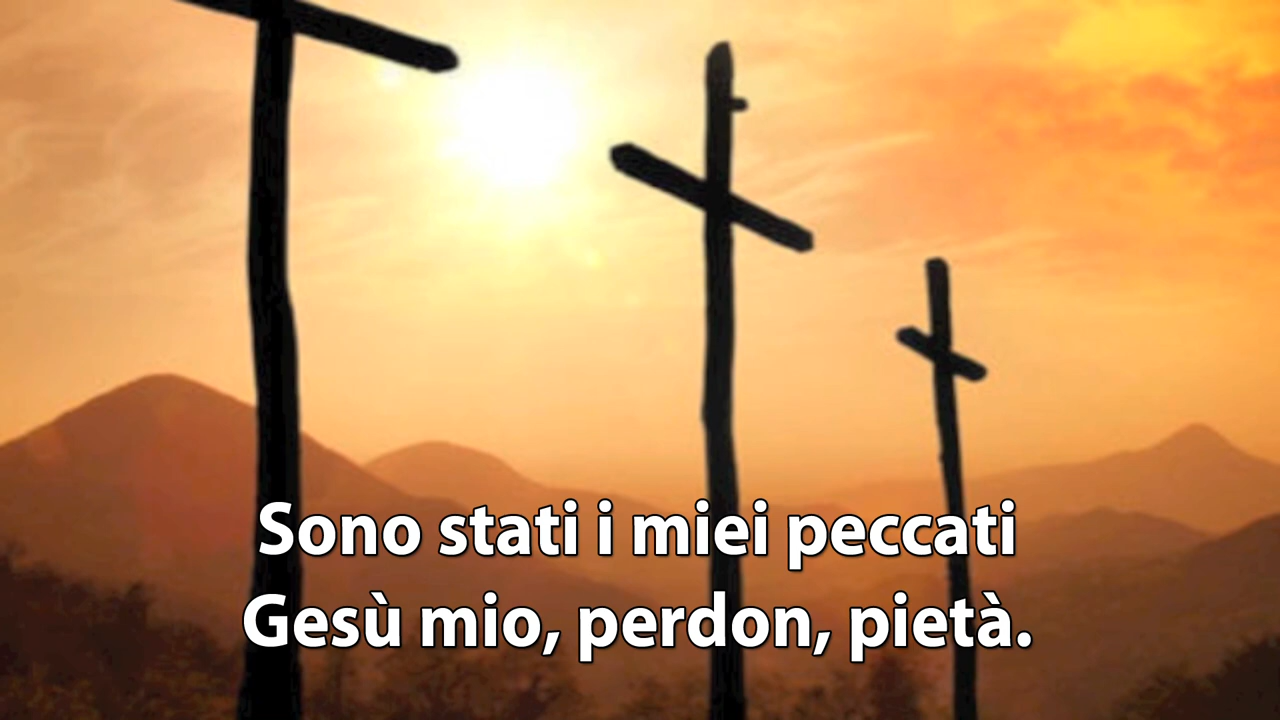 Sono stati i miei peccati
Gesù mio, perdon, pietà.